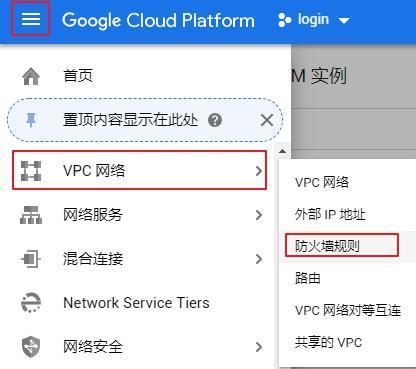 Google Cloud Platform
login
M 实例
首页
置顶内容显示在此处
VPC 网络
网络服务
混合连接
Network Service Tiers
网络安全
VPC 网络
外部 IP 地址
防火墙规则
路由
VPC 网络对等互连
共享的 VPC